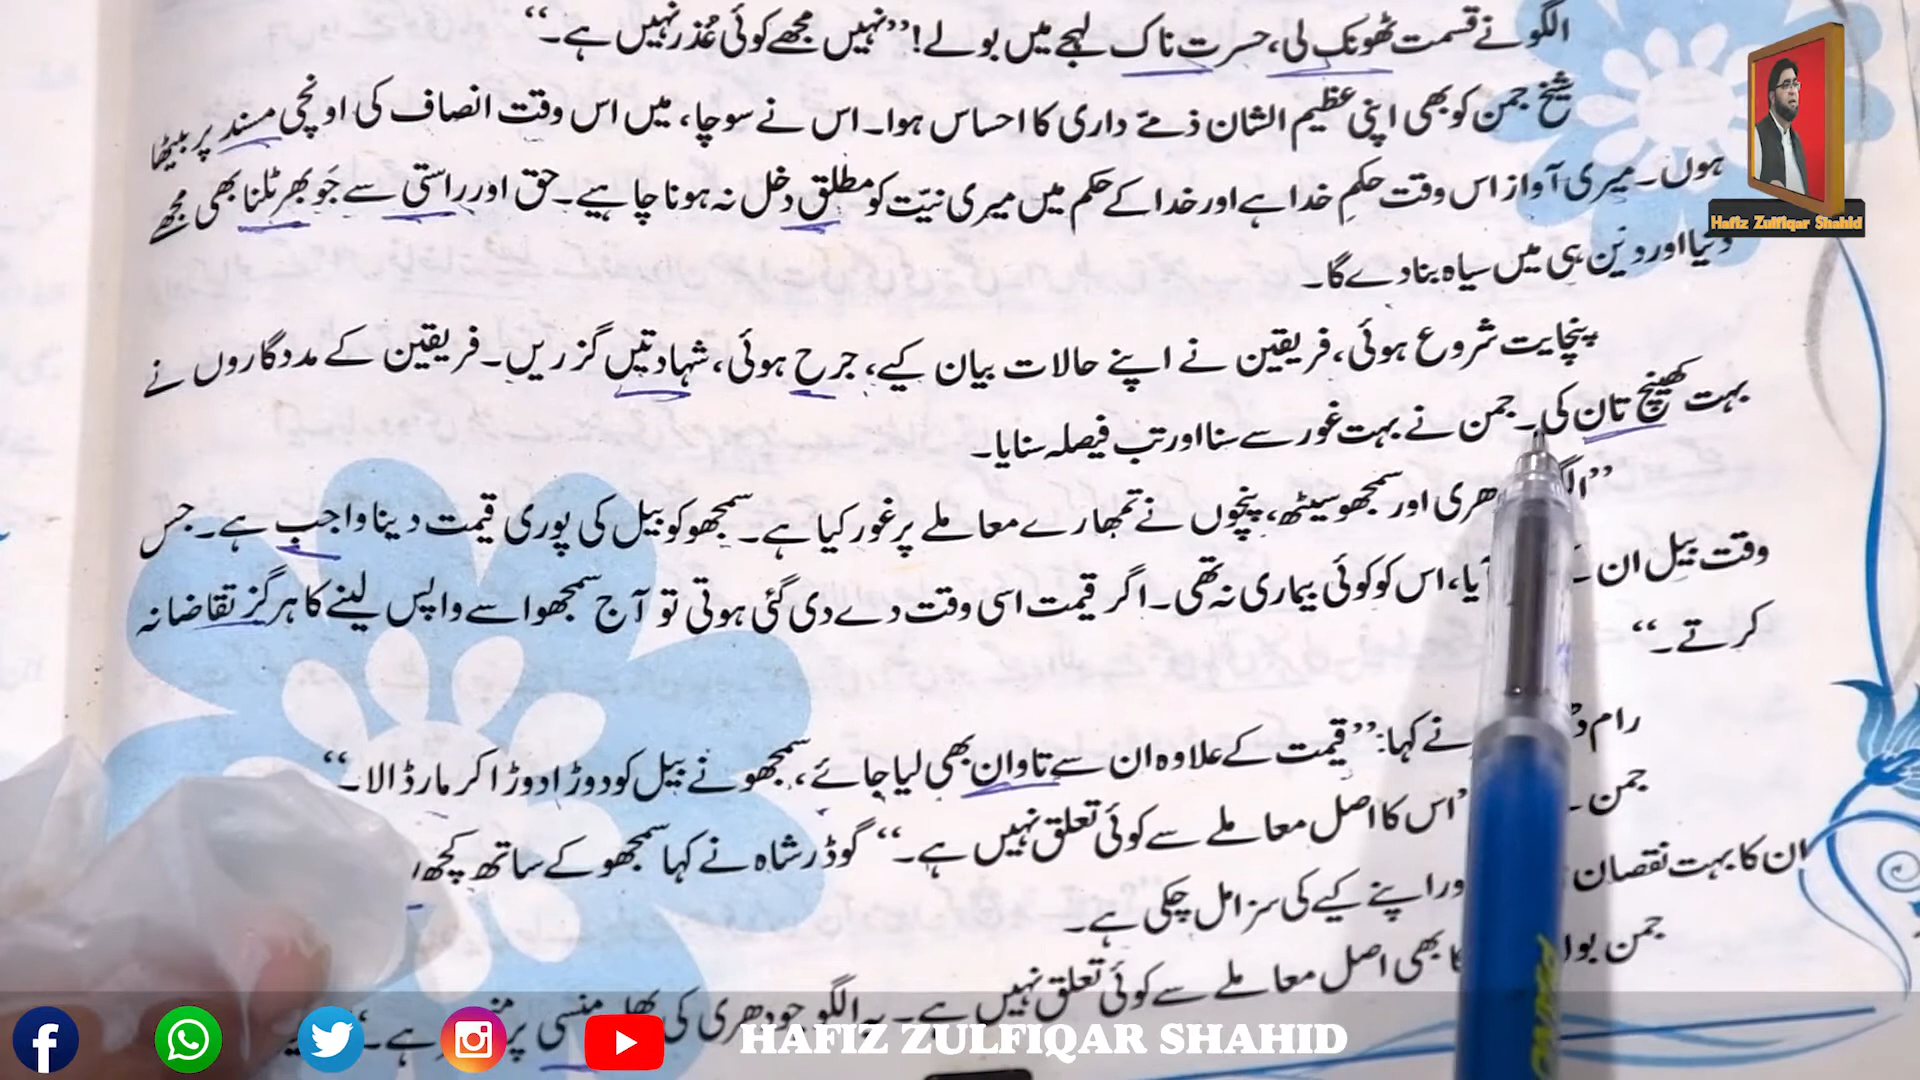 الگو نے قسمت ٹھونک لی، حسرت ناک لہجے میں بولے! ”نہیں مجھے کوئی عُذر نہیں ہے۔“
شیخ جمن کو بھی اپنی عظیم الشان ذمے داری کا احساس ہوا۔ اس نے سوچا، میں اس وقت انصاف کی اونچی مسند پر بیٹھا
ہوں۔ میری آواز اس وقت حکمِ خدا ہے اور خدا کے حکم میں میری نیّت کو مطلق دخل نہ ہونا چاہیے۔ حق اور راستی سے جَو بھر ٹلنا بھی مجھے
دنیا اور دین ہی میں سیاہ بنا دے گا۔
پنچایت شروع ہوئی، فریقین نے اپنے حالات بیان کیے، جرح ہوئی، شہادتیں گزریں۔ فریقین کے مددگاروں نے
بہت کھینچ تان کی۔ جمن نے بہت غور سے سنا اور تب فیصلہ سنایا۔
اور سمجھو سیٹھ، پنچوں نے تمھارے معاملے پر غور کیا ہے۔ سمجھو کو بیل کی پوری قیمت دینا واجب ہے۔ جس
وقت بیل ان آیا، اس کو کوئی بیماری نہ تھی۔ اگر قیمت اسی وقت دے دی گئی ہوتی تو آج سمجھو اسے واپس لینے کا ہرگز تقاضا نہ
کرتے۔“
رام نے کہا: ”قیمت کے علاوہ ان سے تاوان بھی لیا جائے، سمجھو نے بیل کو دوڑا دوڑا کر مار ڈالا۔“
جمن اس کا اصل معاملے سے کوئی تعلق نہیں ہے۔“ گوڈر شاہ نے کہا سمجھو کے ساتھ کچھ
ان کا بہت نقصان اپنے کیے کی سزا مل چکی ہے۔
جمن بھی اصل معاملے سے کوئی تعلق نہیں ہے۔ یہ الگو چودھری کی بھل منسی پر ہے۔“
Hafiz Zulfiqar Shahid
HAFIZ ZULFIQAR SHAHID